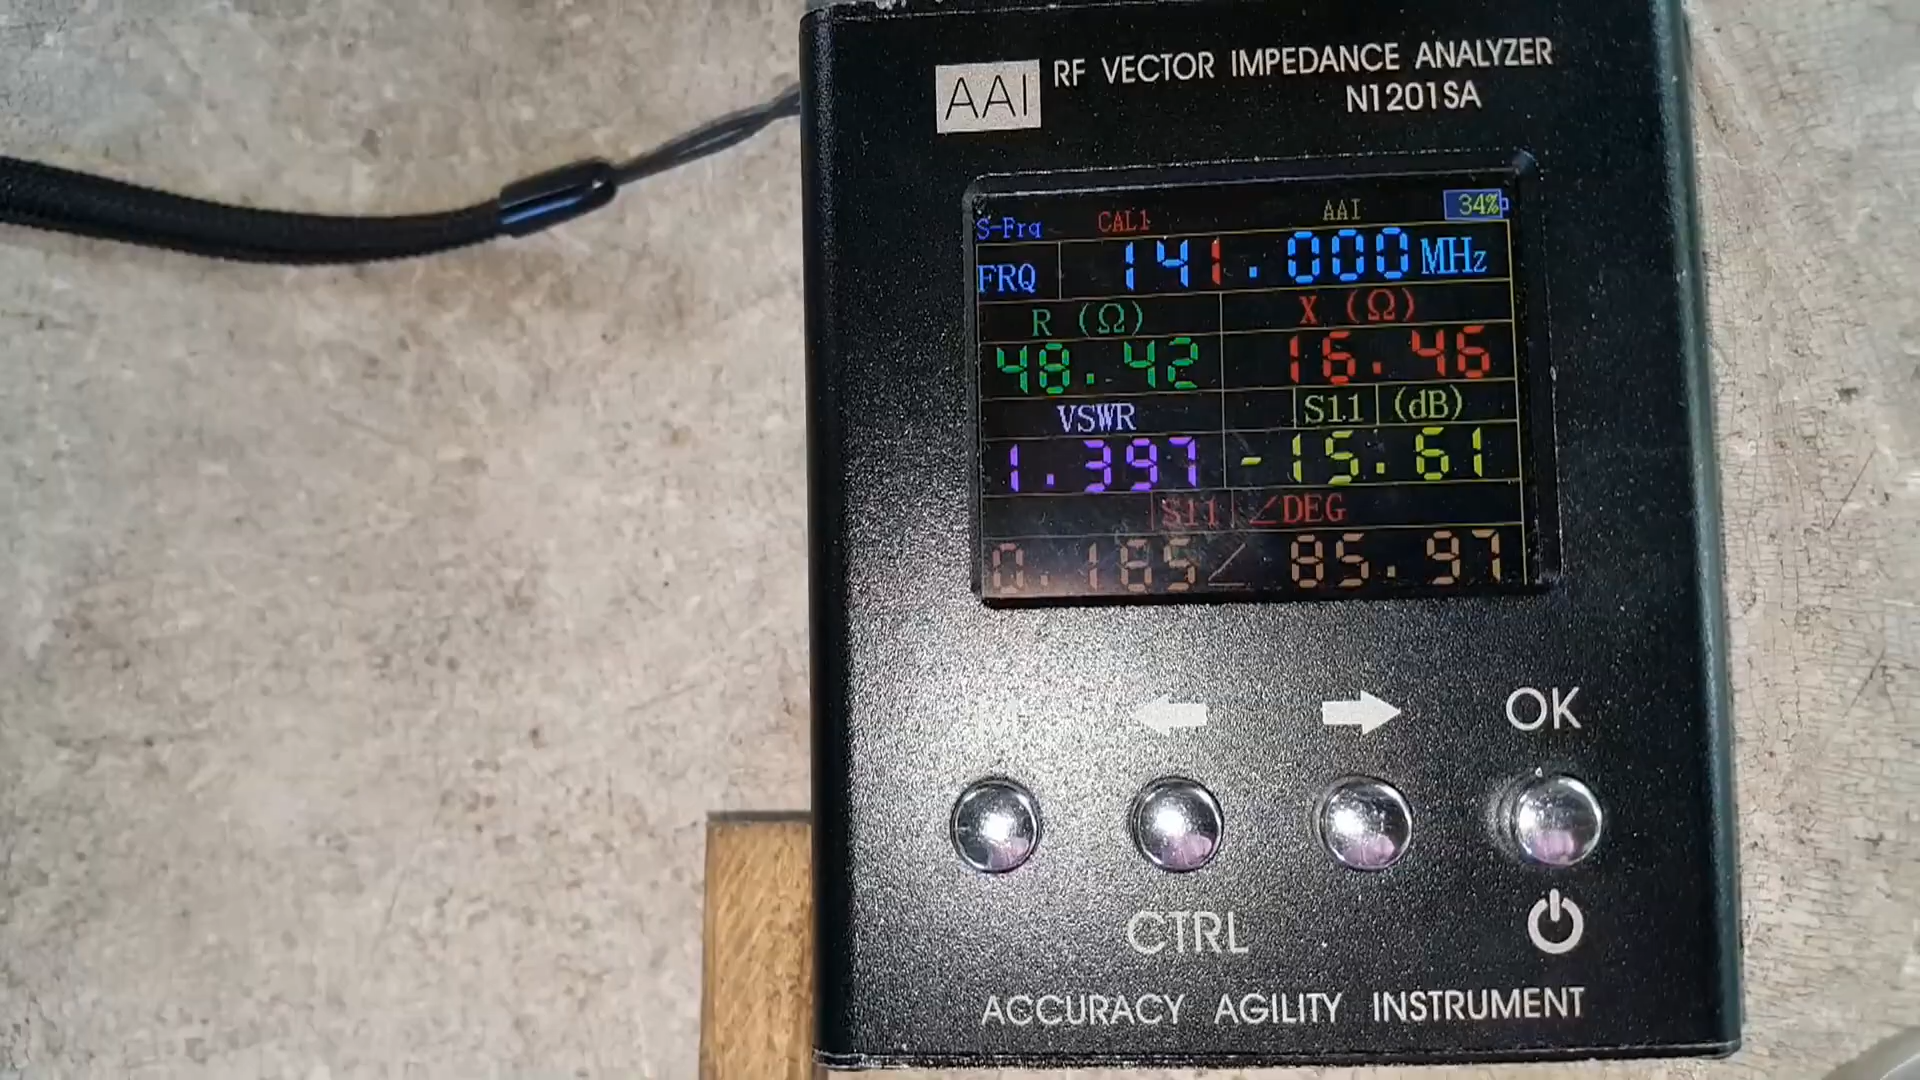 AAI RF VECTOR IMPEDANCE ANALYZER
N1201SA
S-Frq CAL1 AAI 34%
FRQ 141.000 MHz
R (Ω) X (Ω)
48.42 16.46
VSWR |S11| (dB)
1.397 -15.61
|S11| ∠DEG
0.165∠ 85.97
M OK
CTRL
ACCURACY AGILITY INSTRUMENT